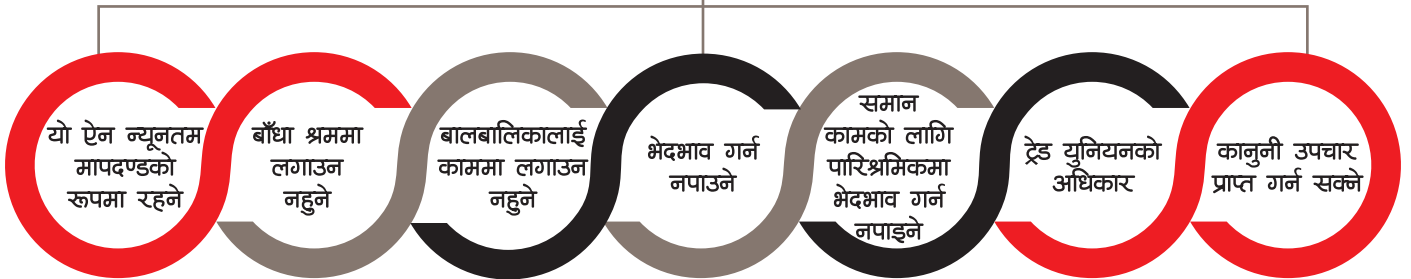 यो ऐन न्यूनतम
मापदण्डको
रूपमा रहने
बाँधा श्रममा
लगाउन
नहुने
बालबालिकालाई
काममा लगाउन
नहुने
भेदभाव गर्न
नपाउने
समान
कामको लागि
पारिश्रमिकमा
भेदभाव गर्न
नपाइने
ट्रेड युनियनको
अधिकार
कानुनी उपचार
प्राप्त गर्न सक्ने